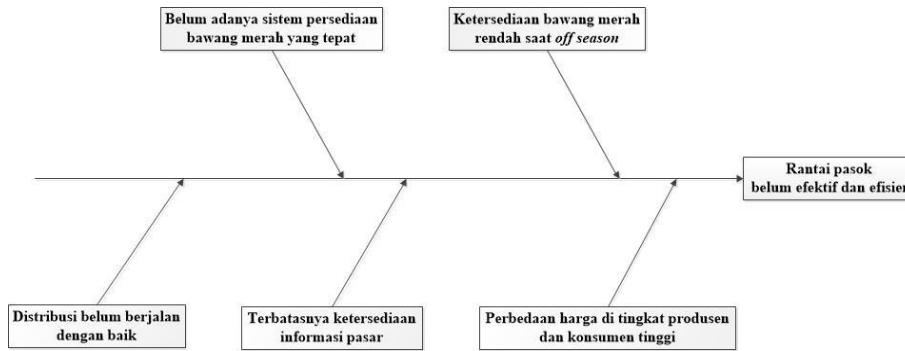 Belum adanya sistem persediaan
bawang merah yang tepat
Ketersediaan bawang merah
rendah saat off season
Rantai pasok
belum efektif dan efisien
Distribusi belum berjalan
dengan baik
Terbatasnya ketersediaan
informasi pasar
Perbedaan harga di tingkat produsen
dan konsumen tinggi